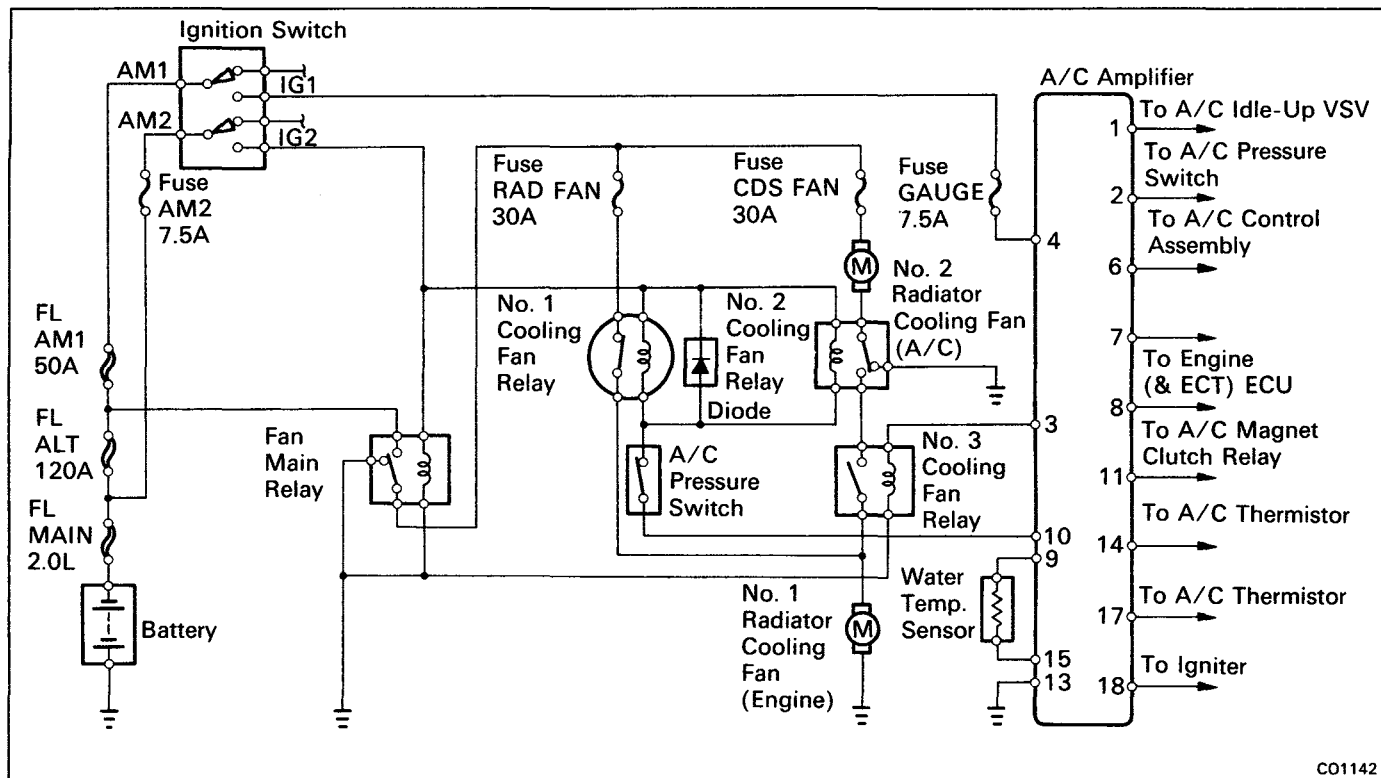 Ignition Switch
AM1
IG1
AM2
IG2
Fuse
AM2
7.5A
FL
AM1
50A
FL
ALT
120A
FL
MAIN
2.0L
Battery
Fan
Main
Relay
Fuse
RAD FAN
30A
Fuse
CDS FAN
30A
Fuse
GAUGE
7.5A
No. 1
Cooling
Fan
Relay
No. 2
Cooling
Fan
Relay
Diode
M
No. 2
Radiator
Cooling Fan
(A/C)
A/C
Pressure
Switch
No. 3
Cooling
Fan
Relay
No. 1
Radiator
Cooling
Fan
(Engine)
M
Water
Temp.
Sensor
A/C Amplifier
4
3
10
9
15
13
1
To A/C Idle-Up VSV
2
To A/C Pressure
Switch
6
To A/C Control
Assembly
7
To Engine
(& ECT) ECU
8
To A/C Magnet
Clutch Relay
11
To A/C Thermistor
14
To A/C Thermistor
17
To Igniter
18
CO1142